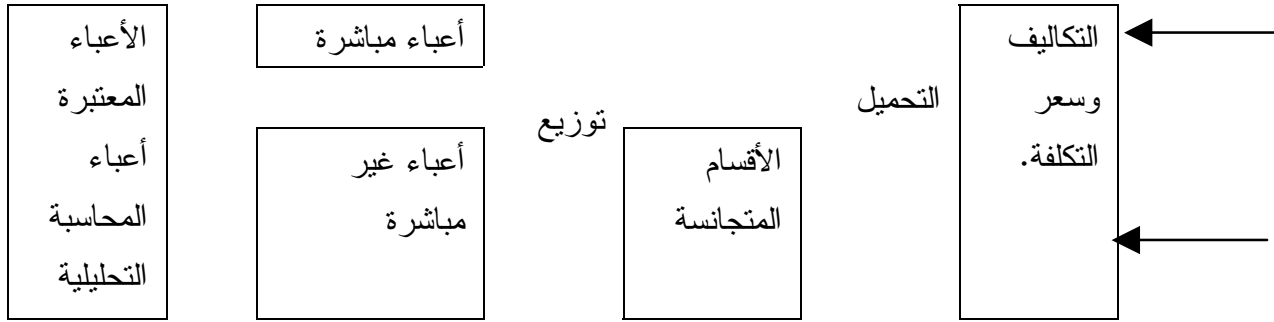 الأعباء
المعتبرة
أعباء
المحاسبة
التحليلية
أعباء مباشرة
أعباء غير
مباشرة
توزيع
الأقسام
المتجانسة
التحميل
التكاليف
وسعر
التكلفة.